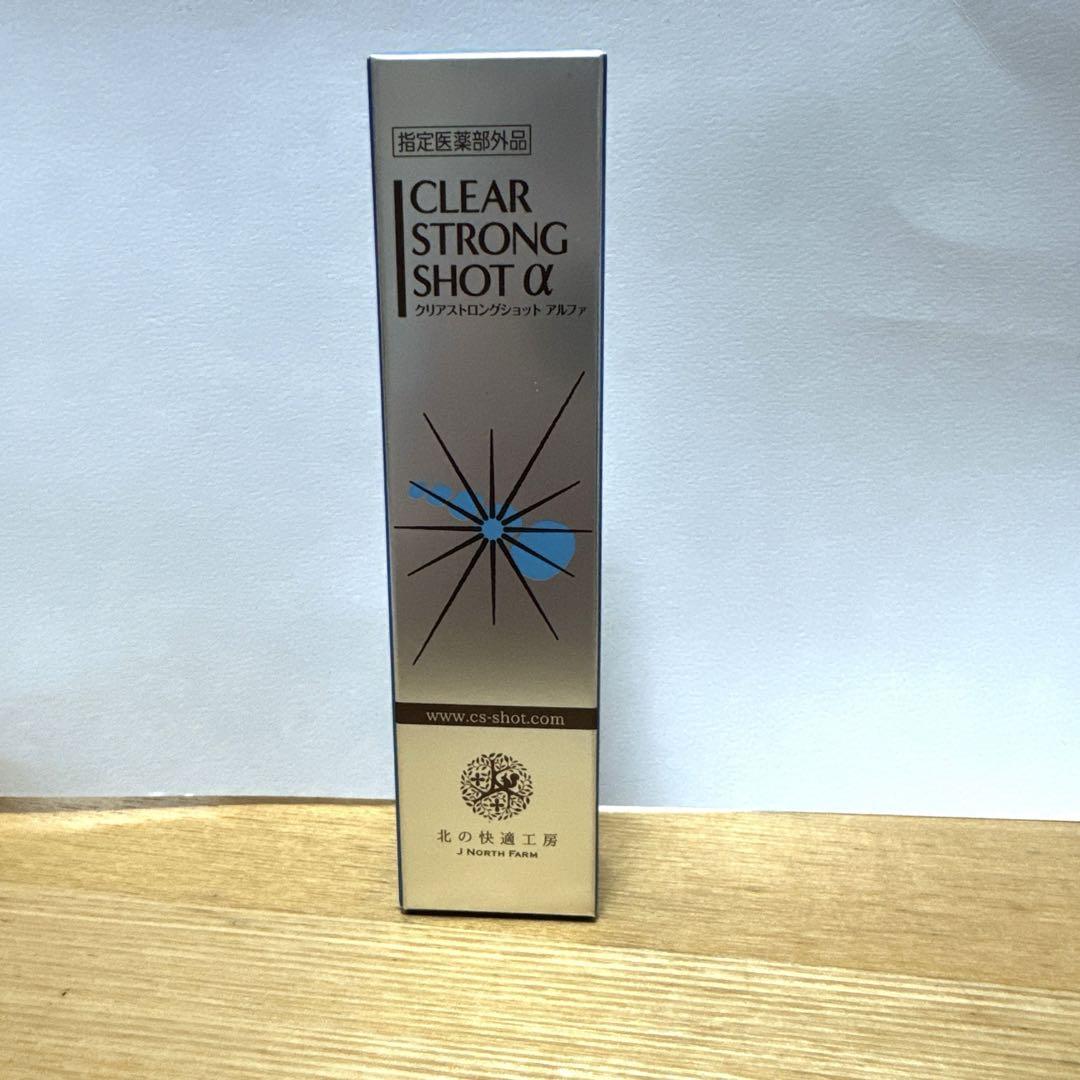 指定医薬部外品
CLEAR
STRONG
SHOT α
クリアストロングショット アルファ
www.cs-shot.com
北の快適工房
J NORTH FARM